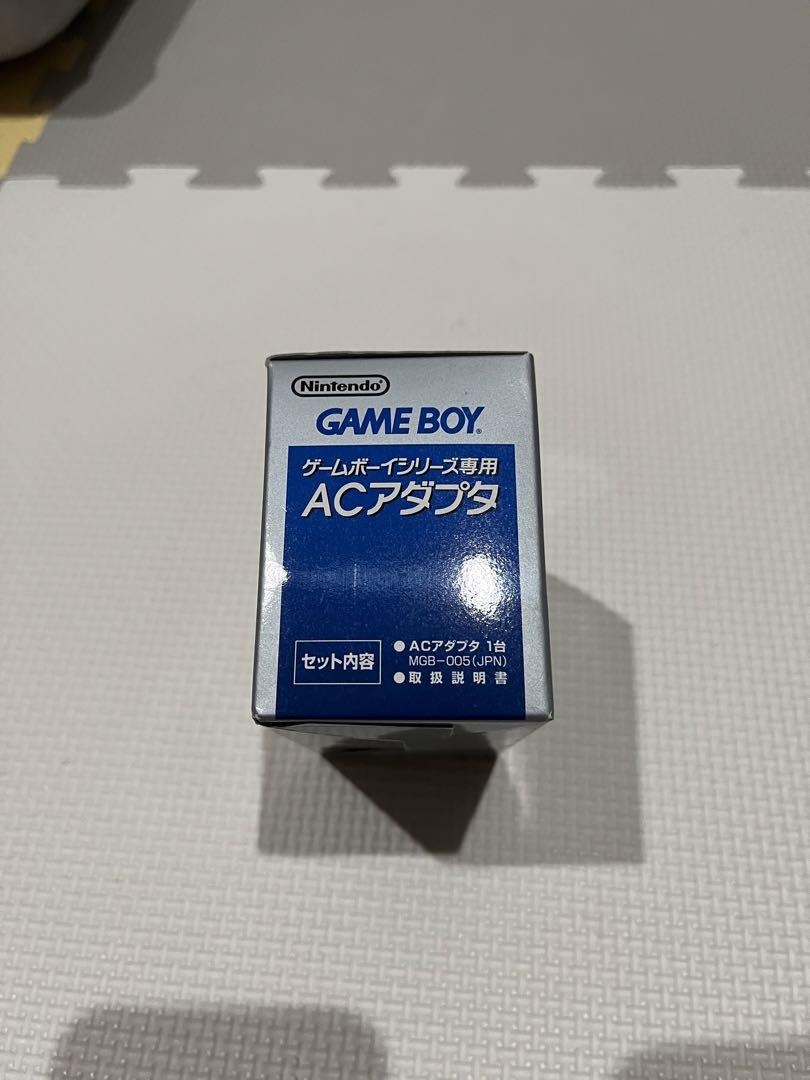 Nintendo®
GAME BOY®
ゲームボーイシリーズ専用
ACアダプタ
セット内容
●ACアダプタ 1台
MGB-005(JPN)
●取扱説明書